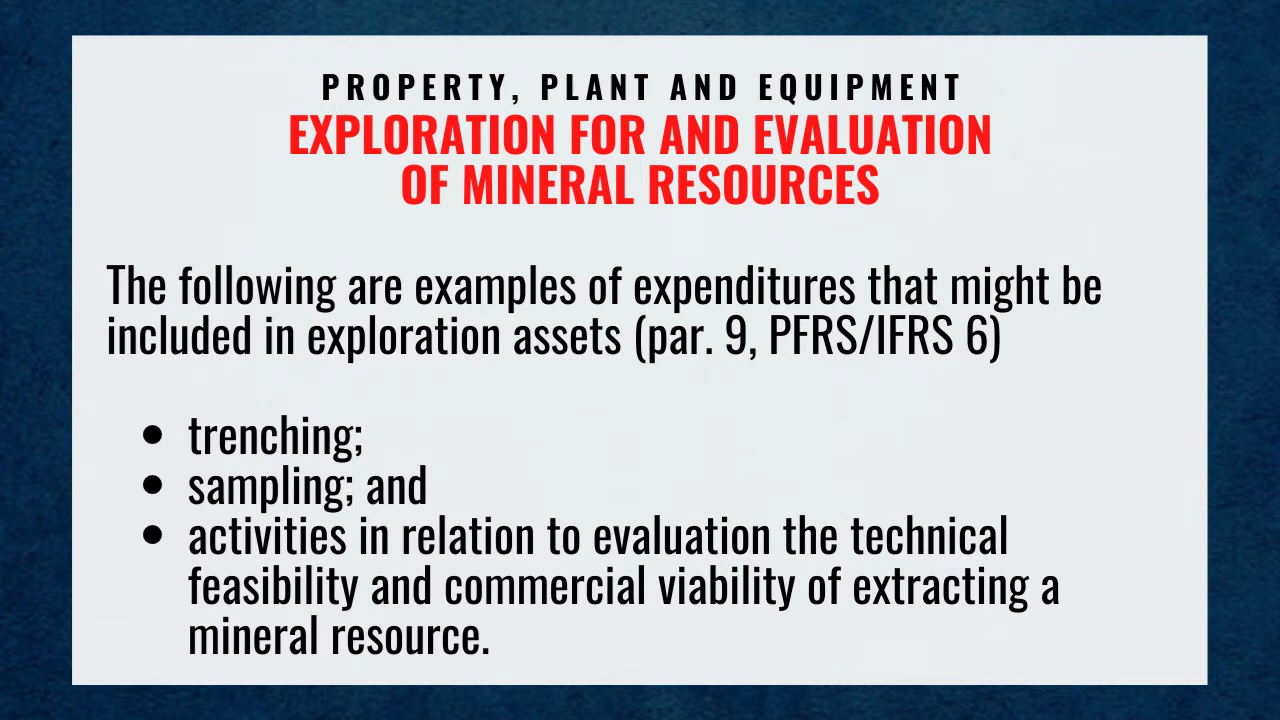 PROPERTY, PLANT AND EQUIPMENT
EXPLORATION FOR AND EVALUATION
OF MINERAL RESOURCES
The following are examples of expenditures that might be
included in exploration assets (par. 9, PFRS/IFRS 6)
• trenching;
• sampling; and
• activities in relation to evaluation the technical
feasibility and commercial viability of extracting a
mineral resource.